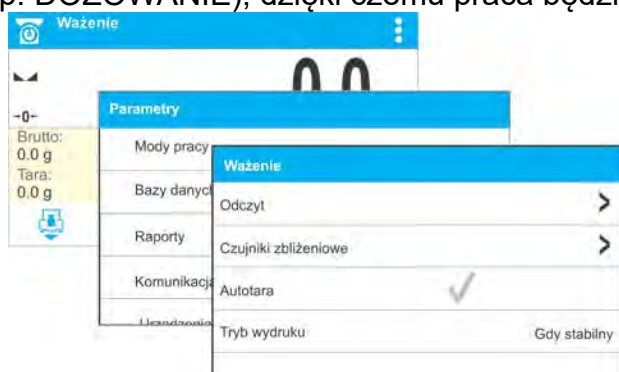 p. DOZOWANIE), dzięki czemu praca będzi
Ważenie
0.0
-0-
Brutto:
0.0 g
Tara:
0.0 g
Parametry
Mody pracy
Bazy danych
Raporty
Komunikacja
Ważenie
Odczyt >
Czujniki zbliżeniowe >
Autotara
Tryb wydruku Gdy stabilny